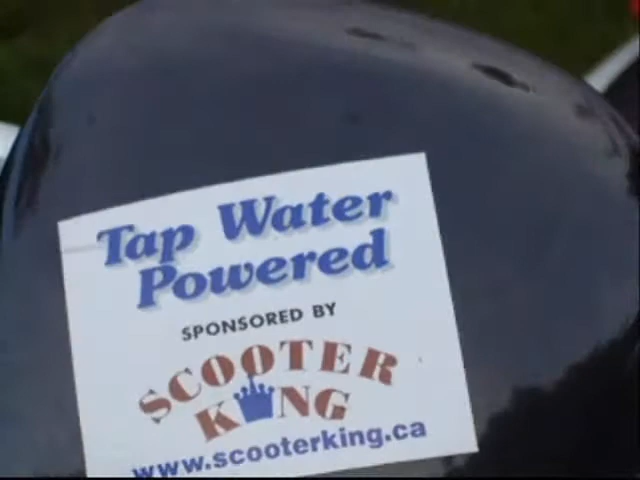 Tap Water
Powered
SPONSORED BY
SCOOTER
KING
www.scooterking.ca